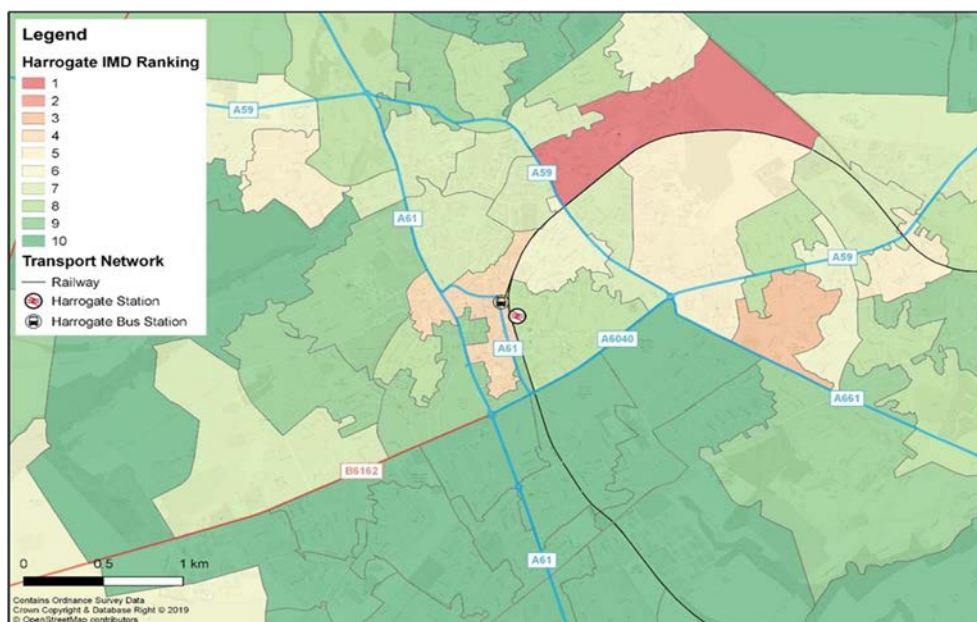 Legend
Harrogate IMD Ranking
1
2
3
4
5
6
7
8
9
10
Transport Network
Railway
Harrogate Station
Harrogate Bus Station
A59
A61
A59
A59
A61
A6040
A661
B6162
A61
0 0.5 1 km
Contains Ordnance Survey Data
Crown Copyright & Database Right © 2019
© OpenStreetMap contributors